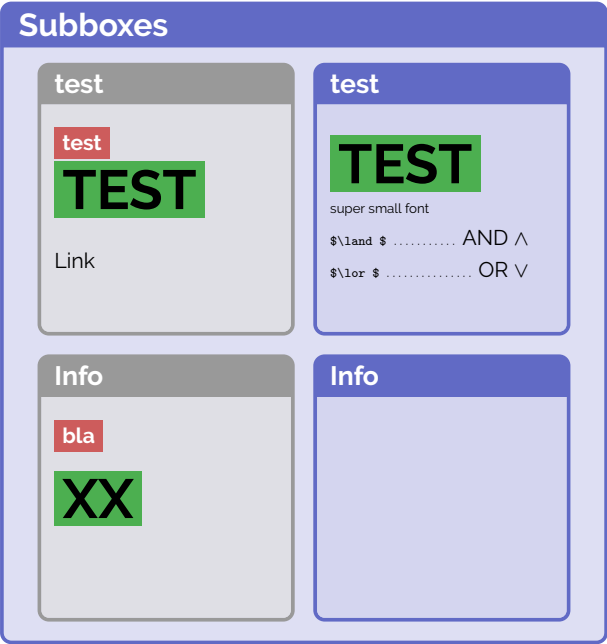 Subboxes
test
test
TEST
Link
test
TEST
super small font
$\land $ ........... AND ∧
$\lor $ ............... OR ∨
Info
bla
XX
Info